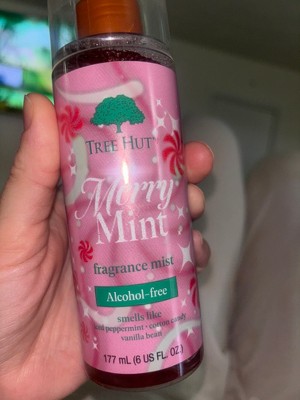 TREE HUT
Merry
Mint
fragrance mist
Alcohol-free
smells like
peppermint • cotton candy
vanilla bean
177 mL (6 US FL. OZ.)